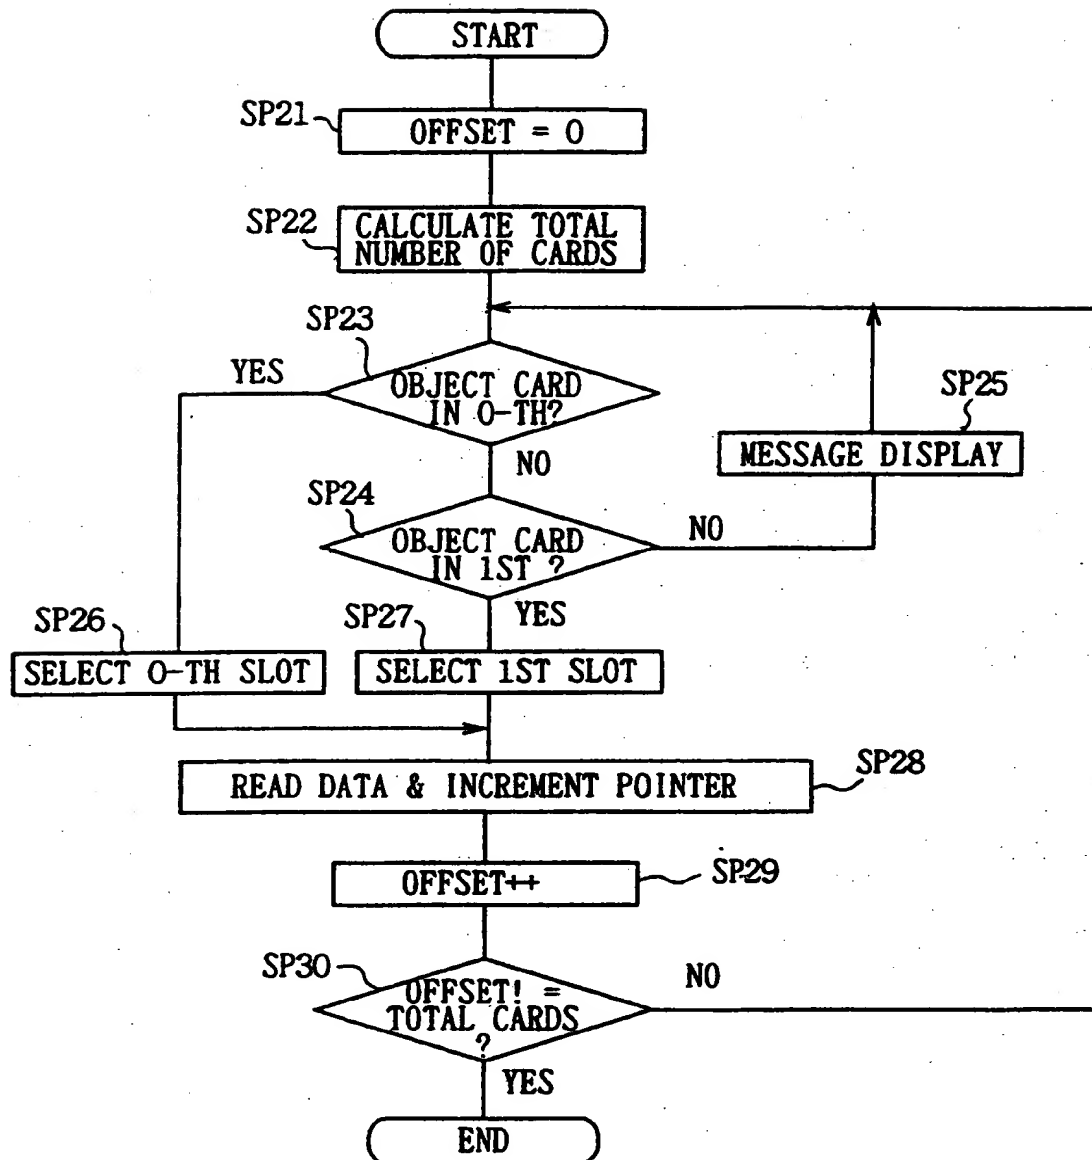 START
SP21
OFFSET = 0
SP22
CALCULATE TOTAL
NUMBER OF CARDS
SP23
YES
OBJECT CARD
IN 0-TH?
SP25
MESSAGE DISPLAY
NO
SP24
OBJECT CARD
IN 1ST ?
NO
YES
SP26
SP27
SELECT 0-TH SLOT
SELECT 1ST SLOT
READ DATA & INCREMENT POINTER
SP28
OFFSET++
SP29
SP30
OFFSET! =
TOTAL CARDS
?
NO
YES
END